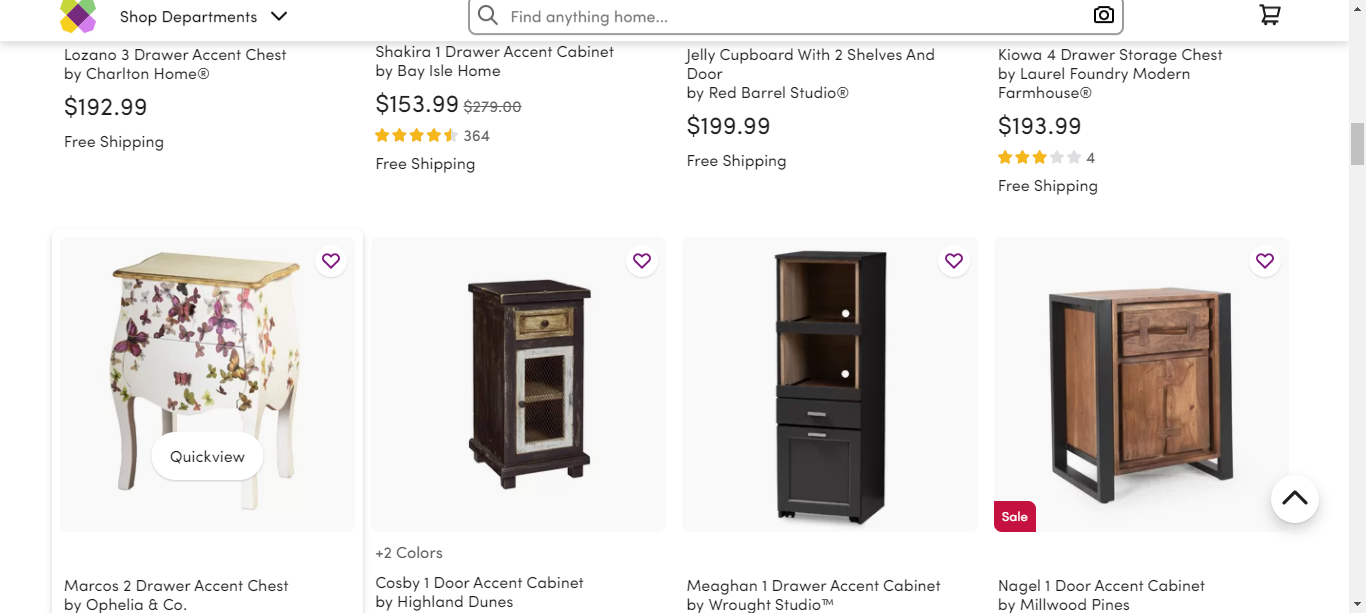 Shop Departments
Find anything home...
Lozano 3 Drawer Accent Chest
by Charlton Home®
$192.99
Free Shipping
Shakira 1 Drawer Accent Cabinet
by Bay Isle Home
$153.99 $279.00
364
Free Shipping
Jelly Cupboard With 2 Shelves And
Door
by Red Barrel Studio®
$199.99
Free Shipping
Kiowa 4 Drawer Storage Chest
by Laurel Foundry Modern
Farmhouse®
$193.99
4
Free Shipping
Quickview
Marcos 2 Drawer Accent Chest
by Ophelia & Co.
+2 Colors
Cosby 1 Door Accent Cabinet
by Highland Dunes
Meaghan 1 Drawer Accent Cabinet
by Wrought Studio™
Sale
Nagel 1 Door Accent Cabinet
by Millwood Pines